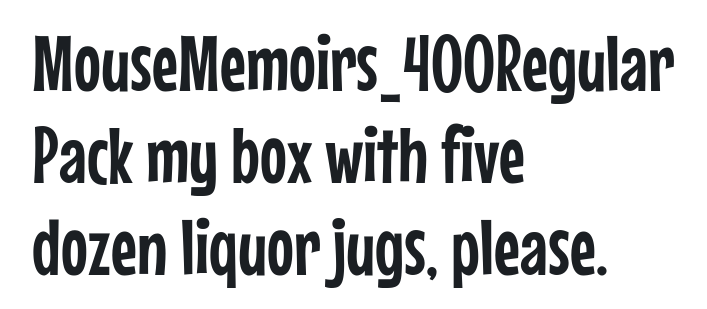 MouseMemoirs_400Regular
Pack my box with five
dozen liquor jugs, please.